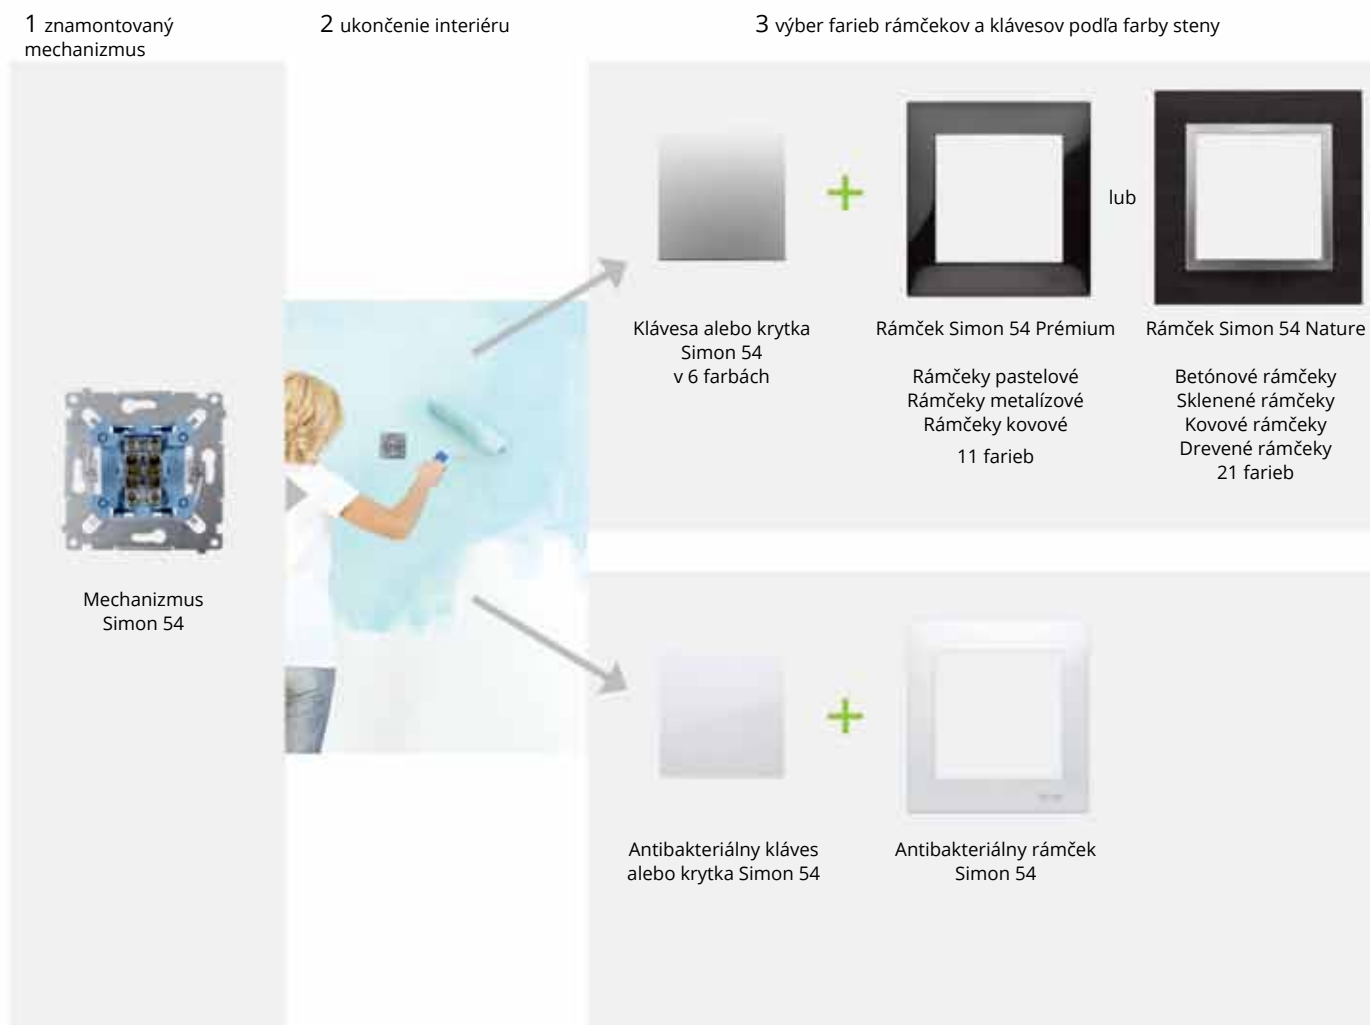 1 znamontovaný
mechanizmus
2 ukončenie interiéru
3 výber farieb rámčekov a klávesov podľa farby steny
lub
Klávesa alebo krytka
Simon 54
v 6 farbách
Rámček Simon 54 Prémium
Rámčeky pastelové
Rámčeky metalízové
Rámčeky kovové
11 farieb
Rámček Simon 54 Nature
Betónové rámčeky
Sklenené rámčeky
Kovové rámčeky
Drevené rámčeky
21 farieb
Mechanizmus
Simon 54
Antibakteriálny kláves
alebo krytka Simon 54
Antibakteriálny rámček
Simon 54